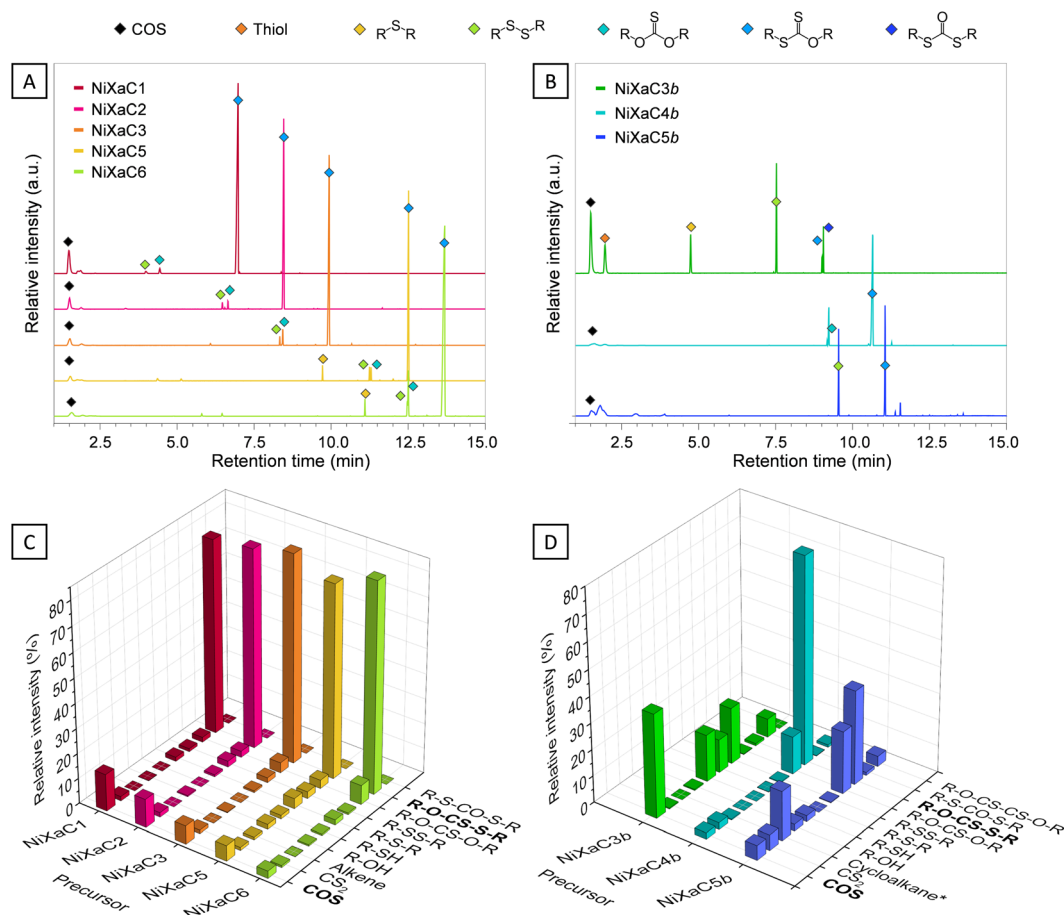 COS
Thiol
R S R
R S S R
S
R O O R
S
R S O R
O
R S S R
A
NiXaC1
NiXaC2
NiXaC3
NiXaC5
NiXaC6
Relative intensity (a.u.)
2.5 5.0 7.5 10.0 12.5 15.0
Retention time (min)
B
NiXaC3b
NiXaC4b
NiXaC5b
Relative intensity (a.u.)
2.5 5.0 7.5 10.0 12.5 15.0
Retention time (min)
C
Relative intensity (%)
80
70
60
50
40
30
20
10
0
NiXaC1
NiXaC2
NiXaC3
NiXaC5
NiXaC6
Precursor
R-S-CO-S-R
R-O-CS-S-R
R-O-CS-O-R
R-SS-R
R-S-R
R-SH
R-OH
Alkene
CS2
COS
D
Relative intensity (%)
80
70
60
50
40
30
20
10
0
NiXaC3b
NiXaC4b
NiXaC5b
Precursor
R-O-CS-CS-O-R
R-S-CO-S-R
R-O-CS-S-R
R-O-CS-O-R
R-SS-R
R-S-R
R-SH
R-OH
Cycloalkane*
CS2
COS